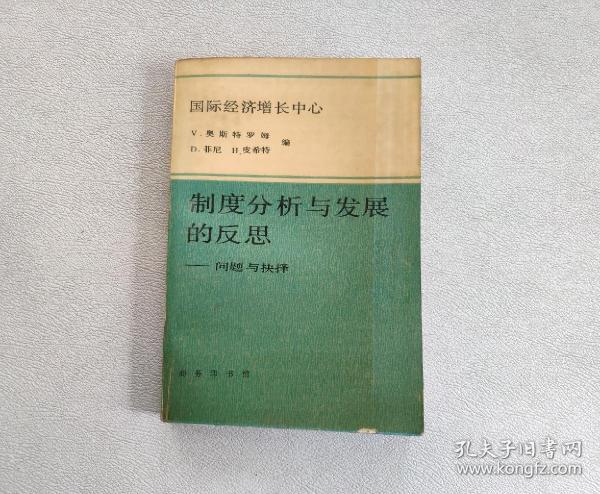 国际经济增长中心
V.奥斯特罗姆
D.菲尼 H.皮希特
编
制度分析与发展
的反思
——问题与抉择
商务印书馆
孔夫子旧书网
www.kongfz.com